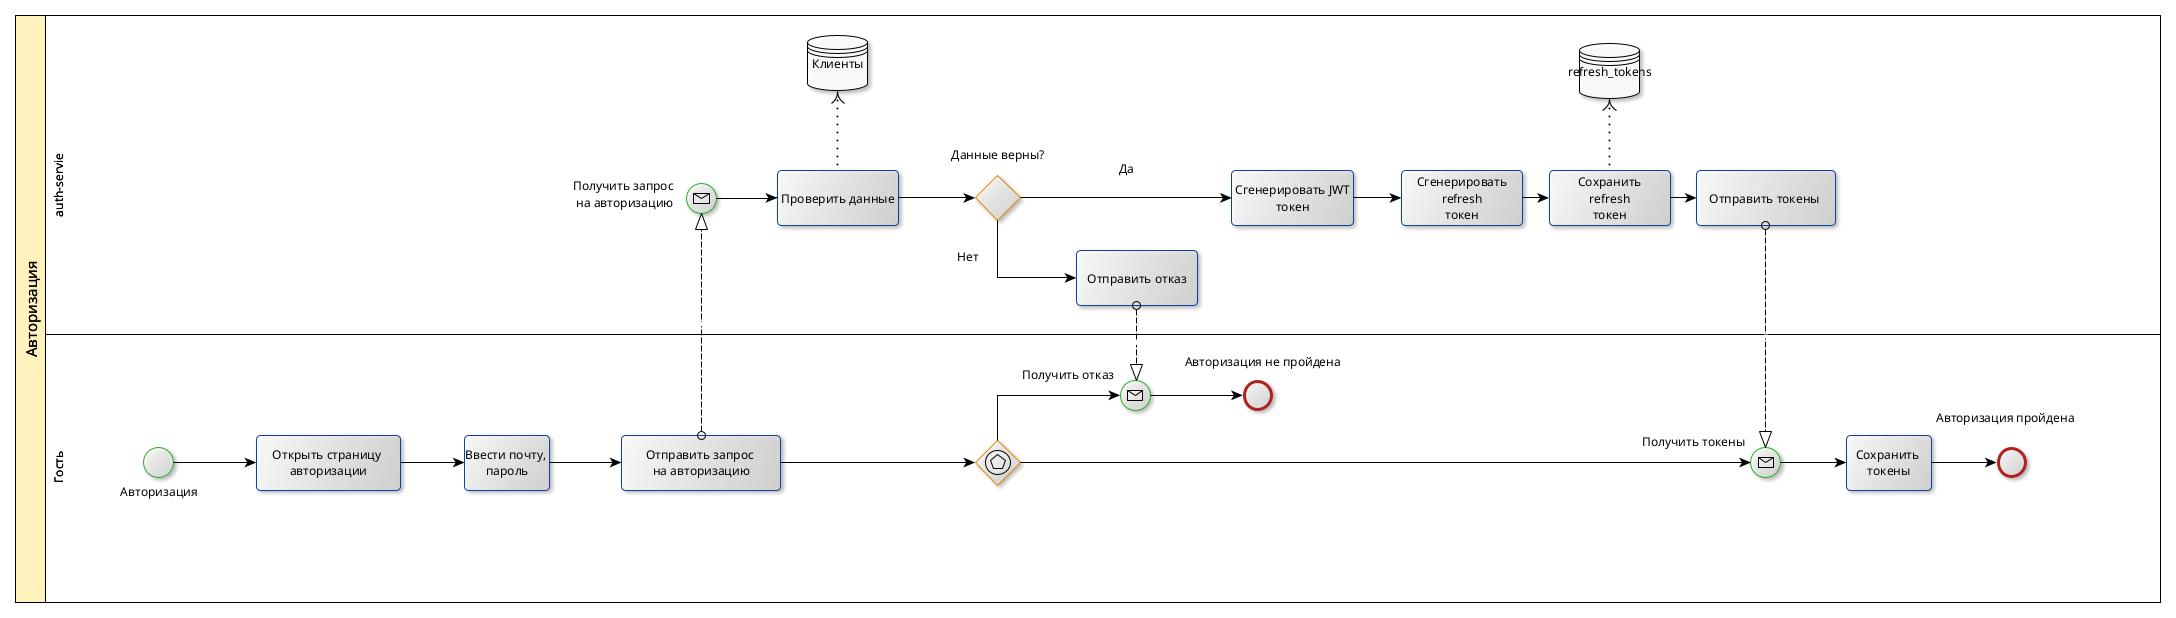 Авторизация
auth-servie
Клиенты
refresh_tokens
Получить запрос
на авторизацию
Проверить данные
Данные верны?
Да
Нет
Сгенерировать JWT
токен
Сгенерировать
refresh
токен
Сохранить
refresh
токен
Отправить токены
Отправить отказ
Гость
Авторизация
Открыть страницу
авторизации
Ввести почту,
пароль
Отправить запрос
на авторизацию
Получить отказ
Авторизация не пройдена
Получить токены
Сохранить
токены
Авторизация пройдена